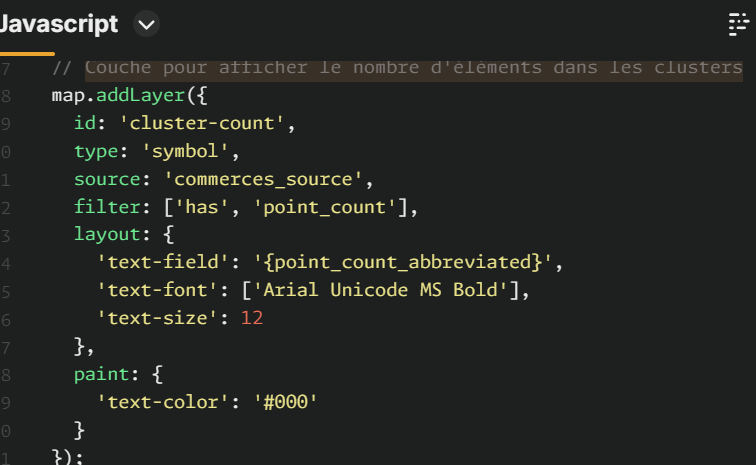 Javascript
7 // Couche pour afficher le nombre d'éléments dans les clusters
8 map.addLayer({
9 id: 'cluster-count',
0 type: 'symbol',
1 source: 'commerces_source',
2 filter: ['has', 'point_count'],
3 layout: {
4 'text-field': '{point_count_abbreviated}',
5 'text-font': ['Arial Unicode MS Bold'],
6 'text-size': 12
7 },
8 paint: {
9 'text-color': '#000'
0 }
1 });